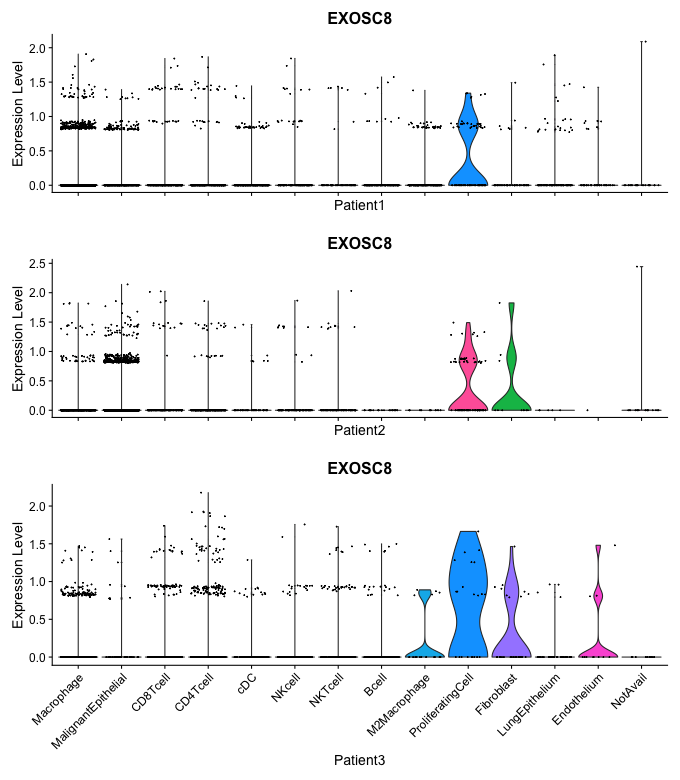 EXOSC8
Expression Level
2.0
1.5
1.0
0.5
0.0
Patient1
EXOSC8
Expression Level
2.5
2.0
1.5
1.0
0.5
0.0
Patient2
EXOSC8
Expression Level
2.0
1.5
1.0
0.5
0.0
Macrophage
MalignantEpithelial
CD8Tcell
CD4Tcell
cDC
NKcell
NKTcell
Bcell
M2Macrophage
ProliferatingCell
Fibroblast
LungEpithelium
Endothelium
NotAvail
Patient3